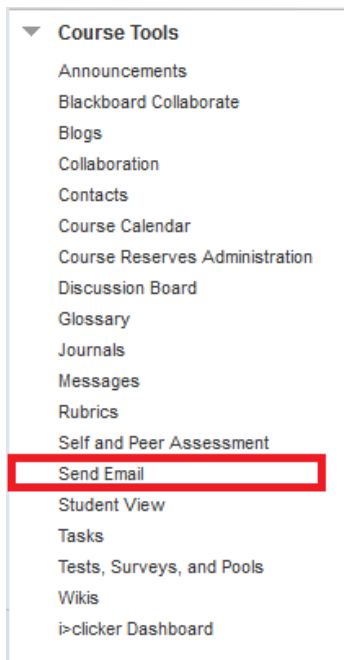 Course Tools
Announcements
Blackboard Collaborate
Blogs
Collaboration
Contacts
Course Calendar
Course Reserves Administration
Discussion Board
Glossary
Journals
Messages
Rubrics
Self and Peer Assessment
Send Email
Student View
Tasks
Tests, Surveys, and Pools
Wikis
i>clicker Dashboard